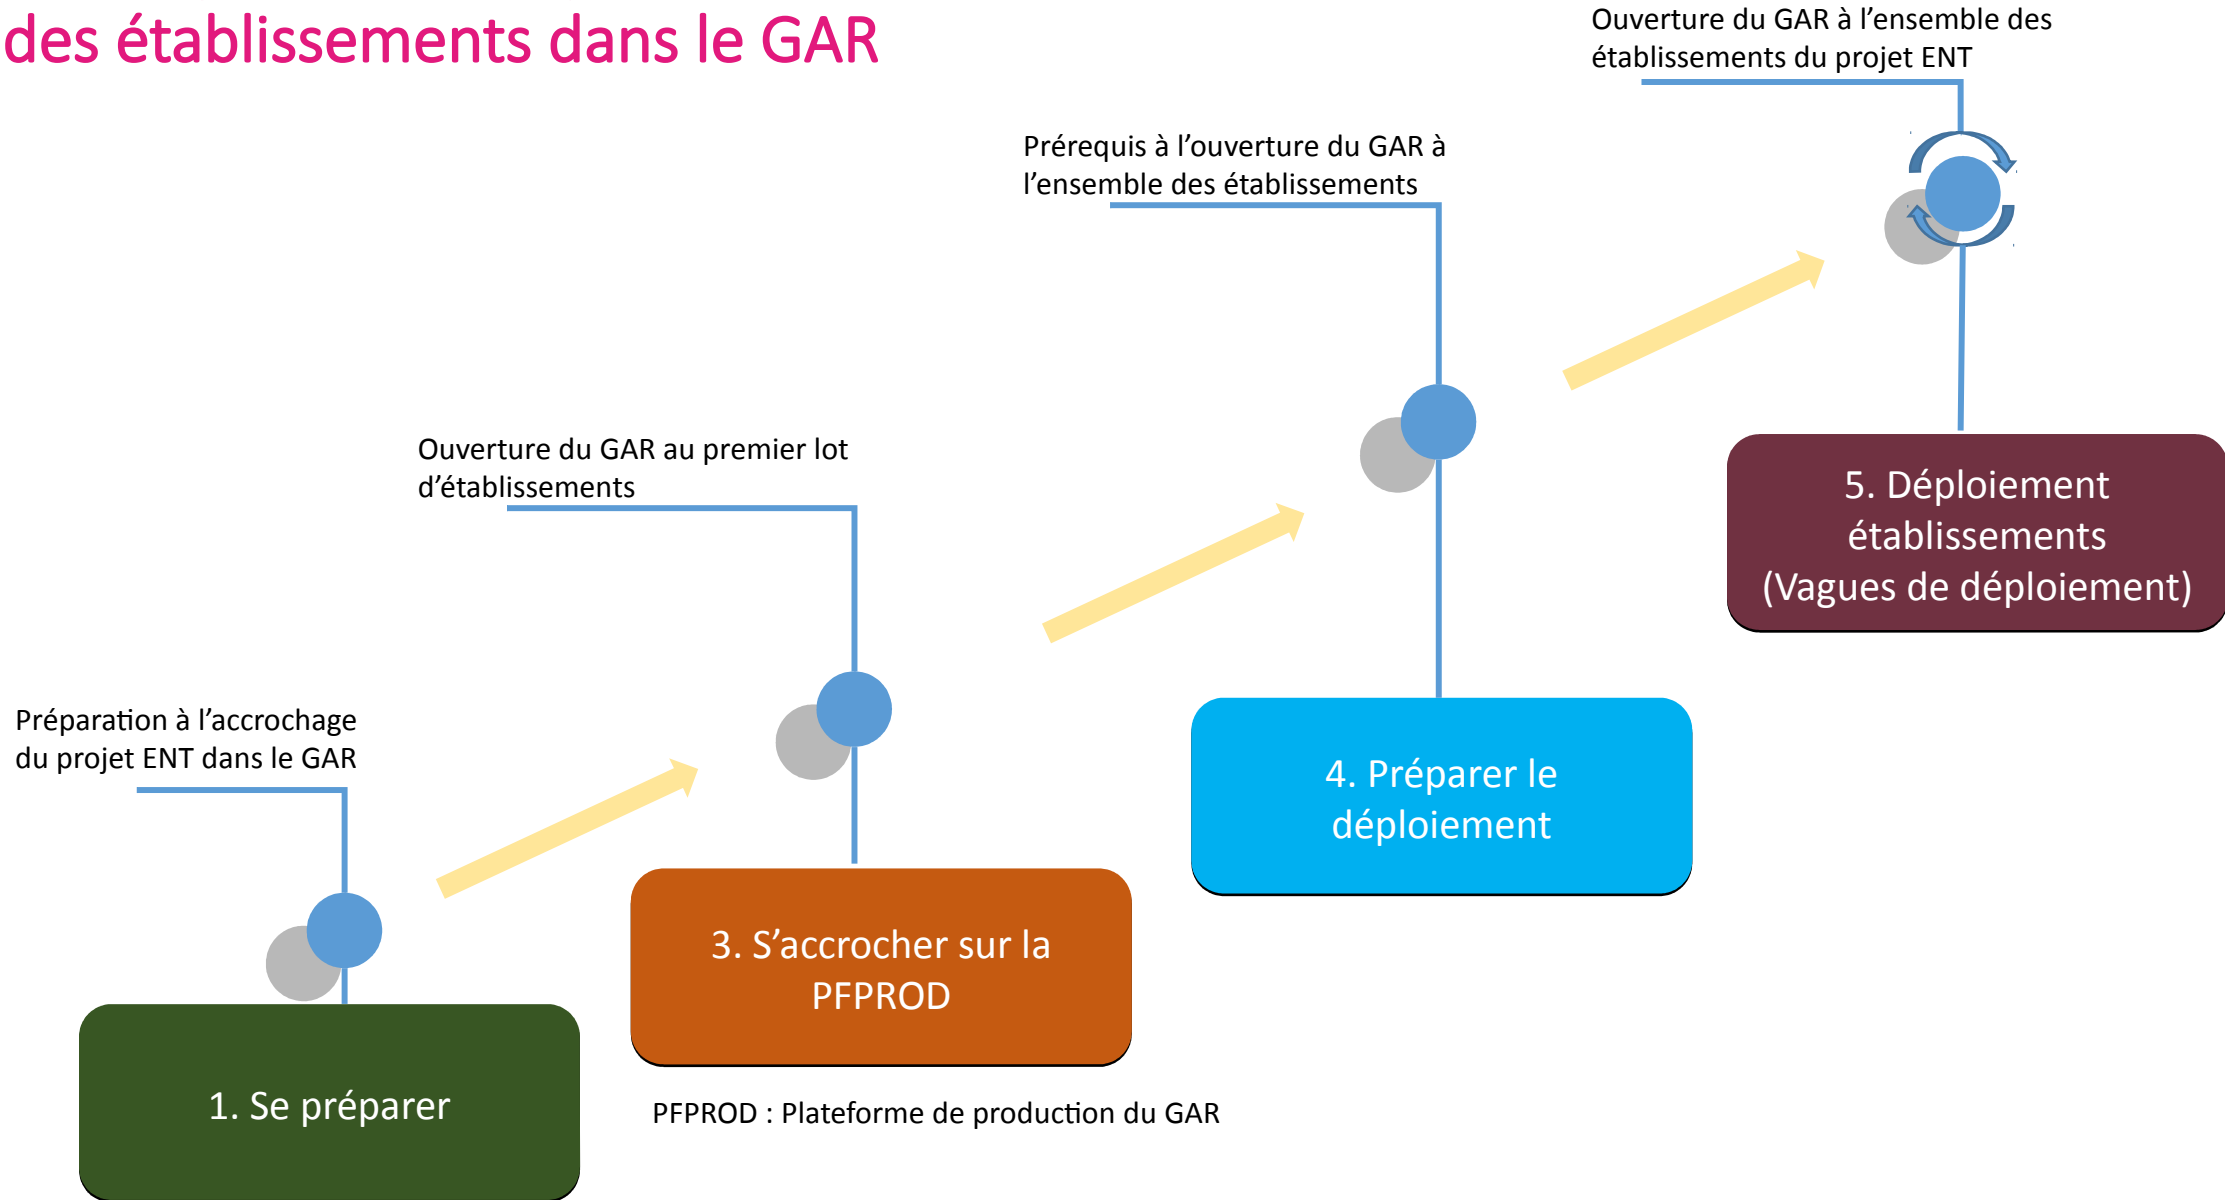 des établissements dans le GAR
Ouverture du GAR à l’ensemble des
établissements du projet ENT
Prérequis à l’ouverture du GAR à
l’ensemble des établissements
Ouverture du GAR au premier lot
d’établissements
Préparation à l’accrochage
du projet ENT dans le GAR
1. Se préparer
3. S’accrocher sur la
PFPROD
PFPROD : Plateforme de production du GAR
4. Préparer le
déploiement
5. Déploiement
établissements
(Vagues de déploiement)